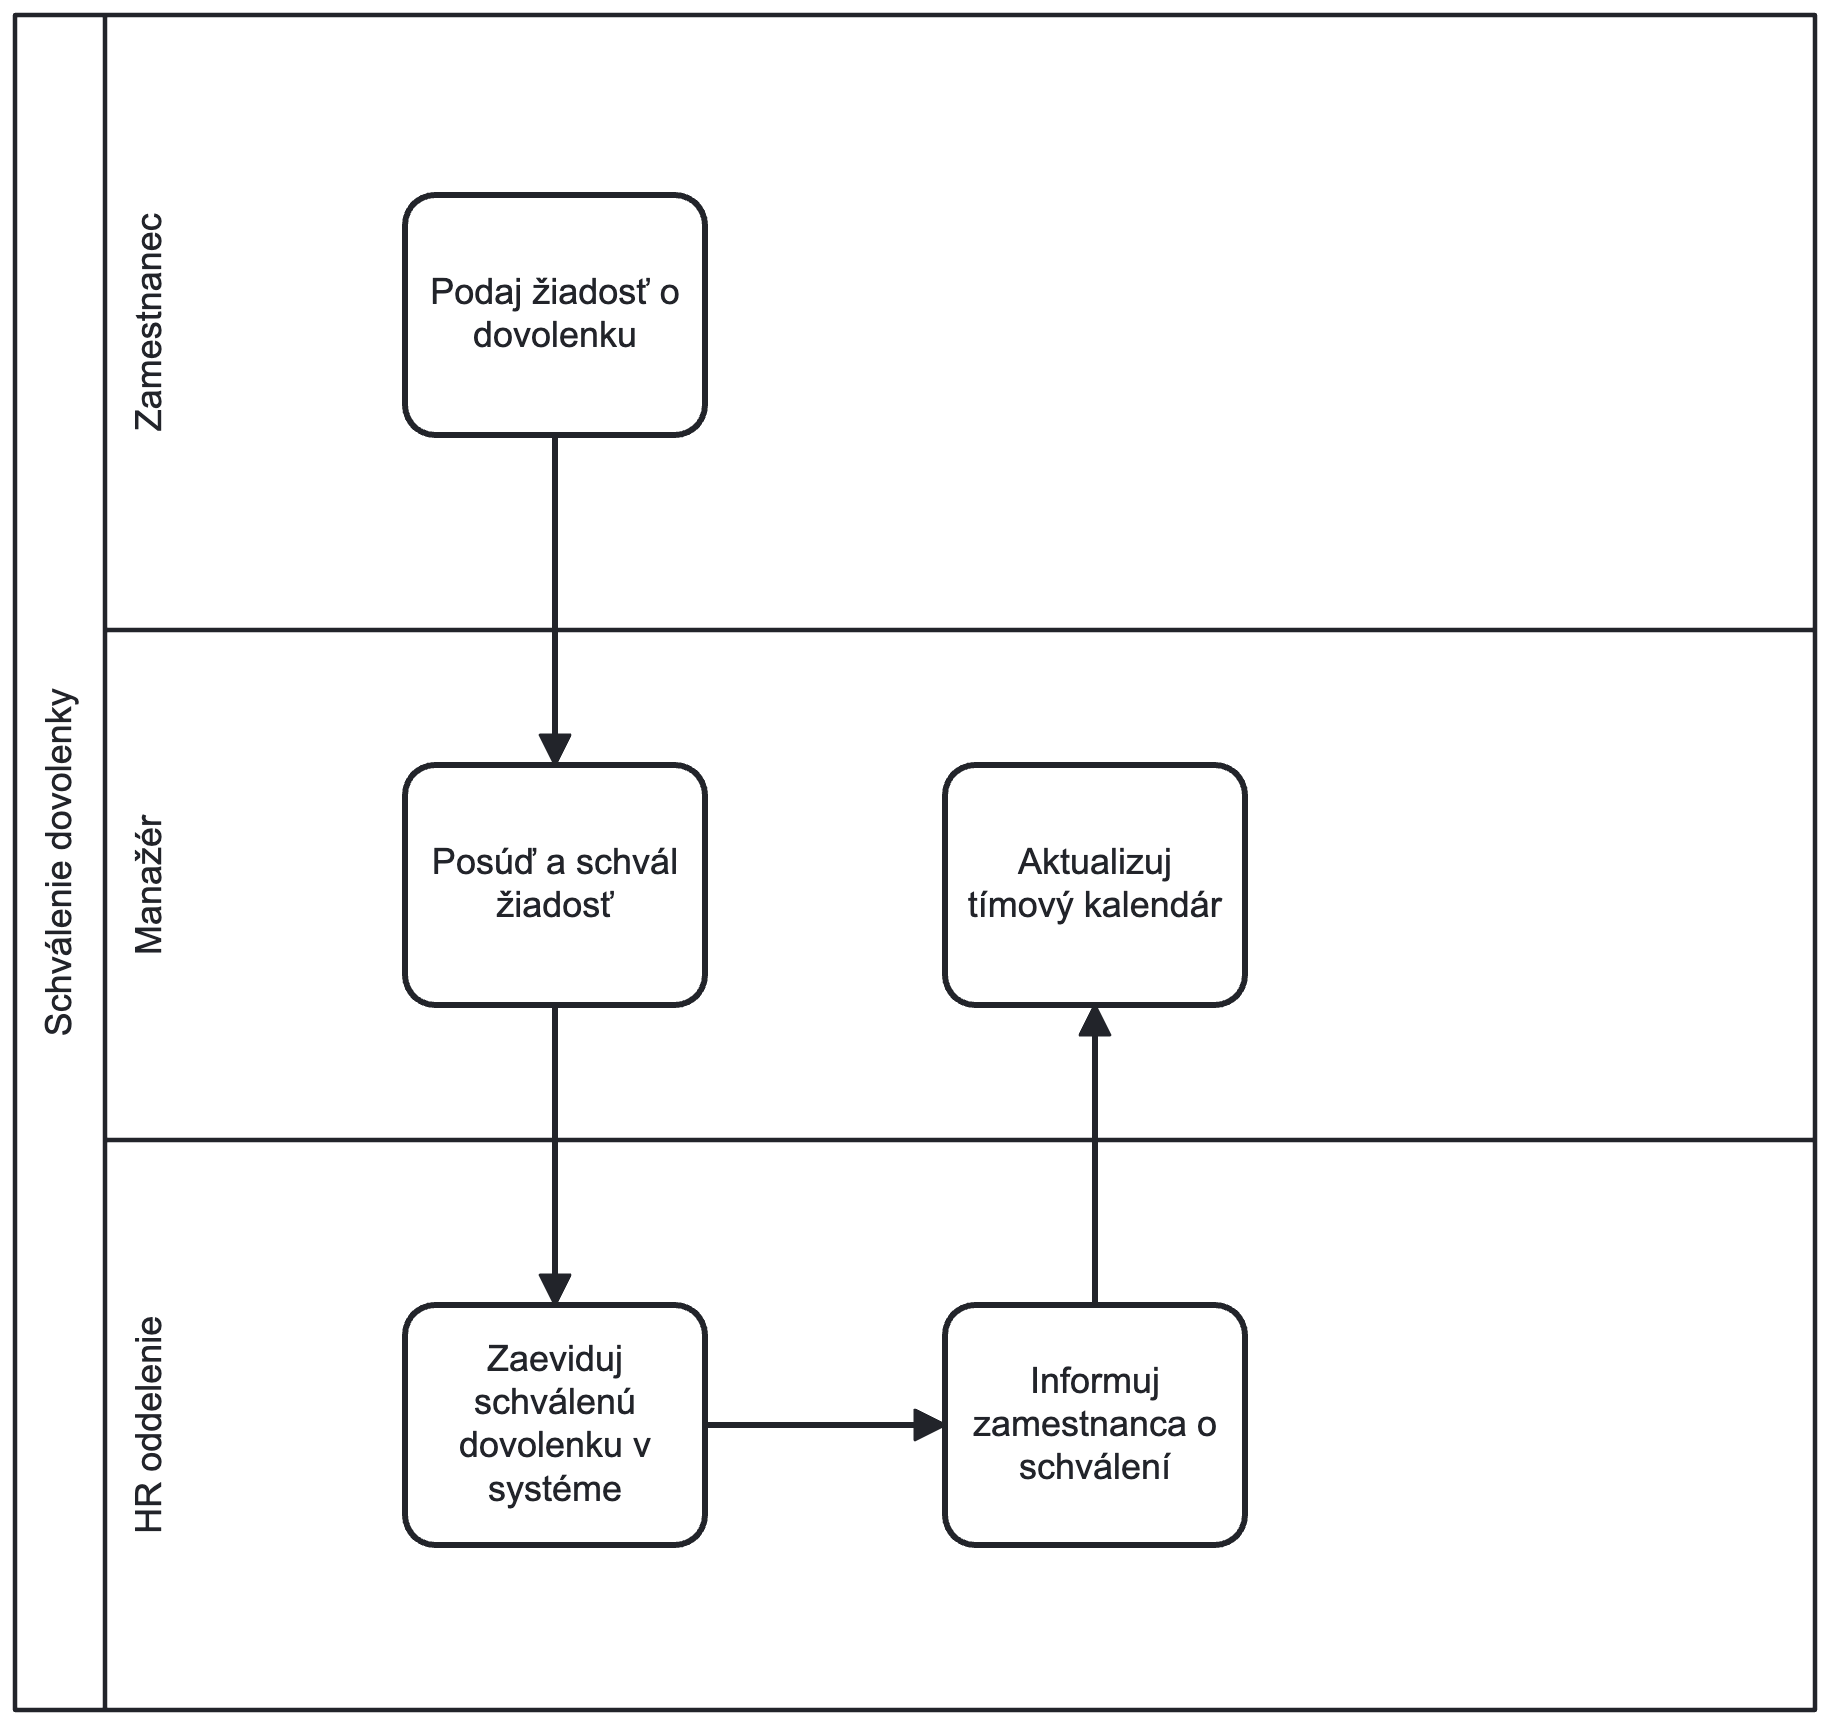 Schválenie dovolenky
Zamestnanec
Podaj žiadosť o
dovolenku
Manažér
Posúď a schvál
žiadosť
Aktualizuj
tímový kalendár
HR oddelenie
Zaeviduj
schválenú
dovolenku v
systéme
Informuj
zamestnanca o
schválení